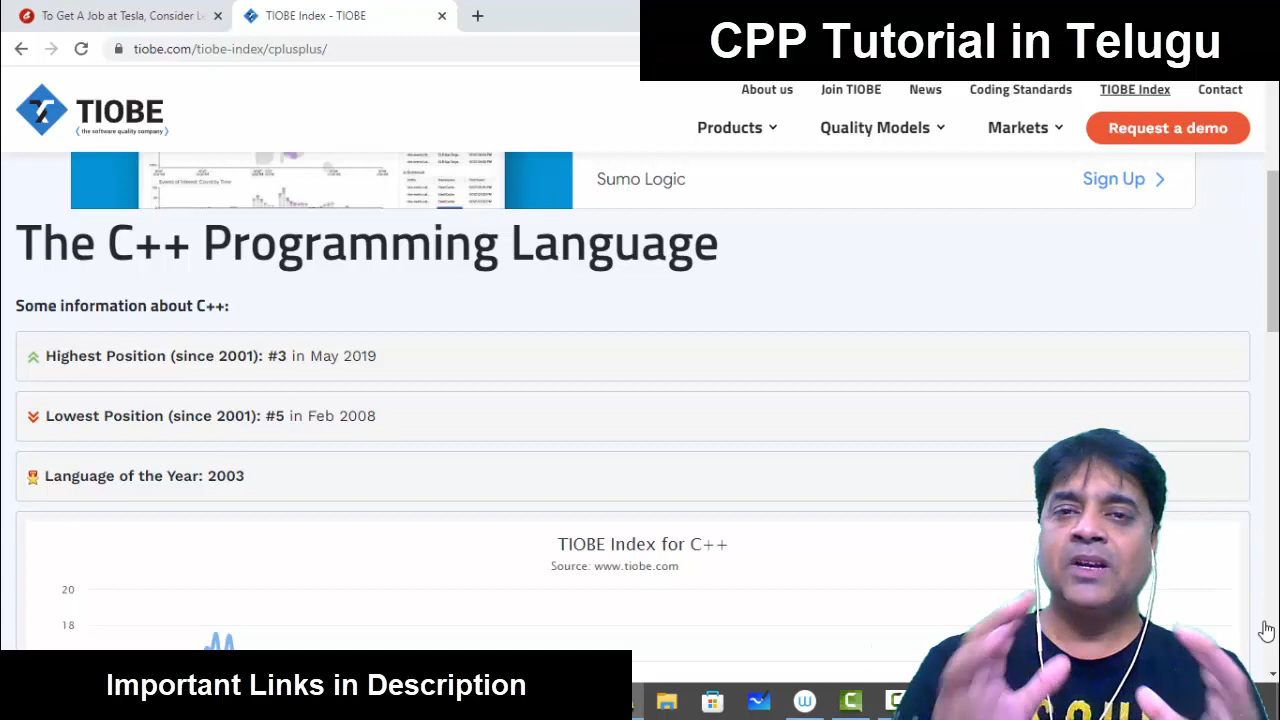 To Get A Job at Tesla, Consider L
TIOBE Index - TIOBE
CPP Tutorial in Telugu
tiobe.com/tiobe-index/cplusplus/
TIOBE
(the software quality company)
About us Join TIOBE News Coding Standards TIOBE Index Contact
Products Quality Models Markets Request a demo
Sumo Logic Sign Up
The C++ Programming Language
Some information about C++:
Highest Position (since 2001): #3 in May 2019
Lowest Position (since 2001): #5 in Feb 2008
Language of the Year: 2003
TIOBE Index for C++
Source: www.tiobe.com
20
18
Important Links in Description